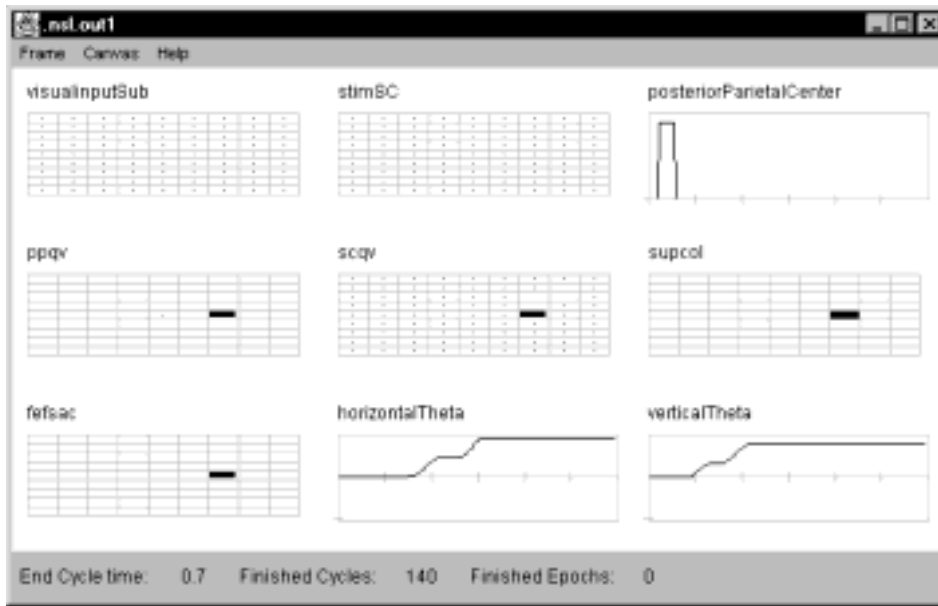 .nsl.out1
Frame Canvas Help
visualinputSub stimSC posteriorParietalCenter
ppqv scqv supcol
fefsac horizontalTheta verticalTheta
End Cycle time: 0.7 Finished Cycles: 140 Finished Epochs: 0